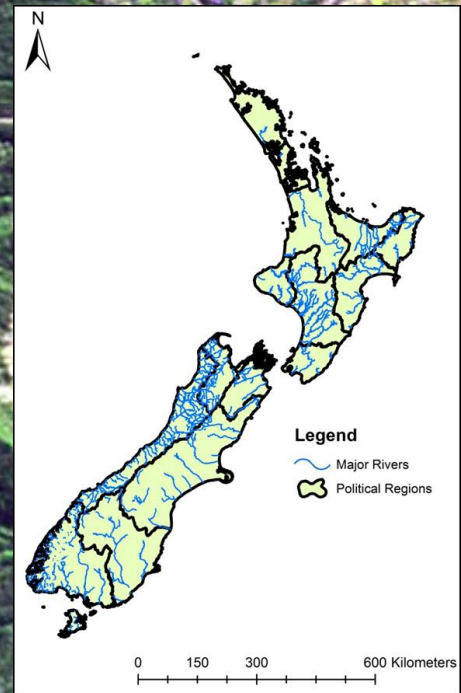 N
Legend
Major Rivers
Political Regions
0 150 300 600 Kilometers